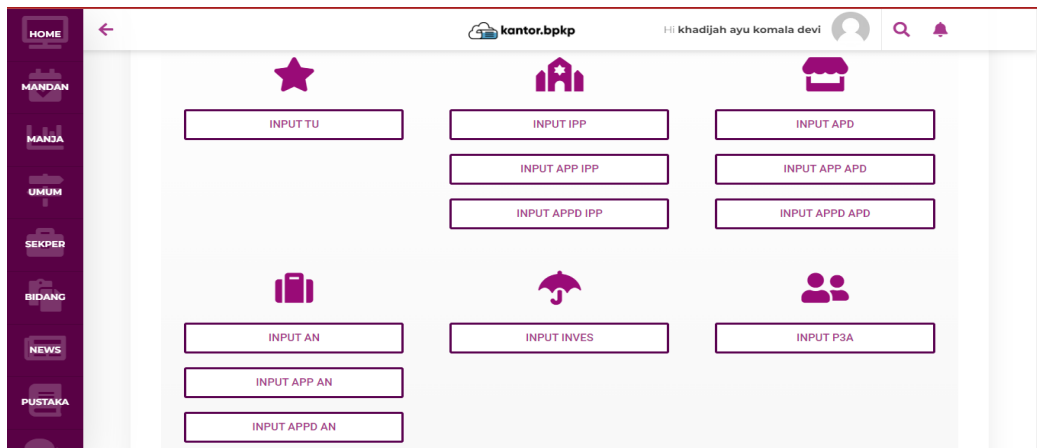 HOME
kantor.bpkp
Hi khadijah ayu komala devi
MANDAN
MANJA
UMUM
SEKPER
BIDANG
NEWS
PUSTAKA
INPUT TU
INPUT IPP
INPUT APD
INPUT APP IPP
INPUT APP APD
INPUT APPD IPP
INPUT APPD APD
INPUT AN
INPUT INVES
INPUT P3A
INPUT APP AN
INPUT APPD AN